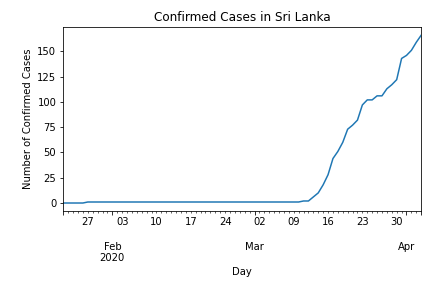 Confirmed Cases in Sri Lanka
Number of Confirmed Cases
150
125
100
75
50
25
0
27 03 10 17 24 02 09 16 23 30
Feb Mar Apr
2020
Day